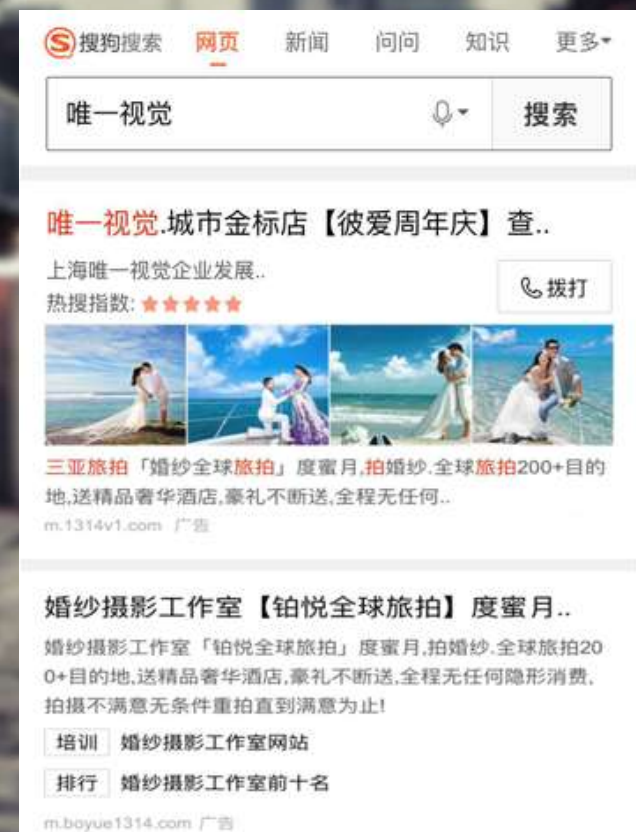 搜狗搜索 网页 新闻 问问 知识 更多
唯一视觉 搜索
唯一视觉.城市金标店【彼爱周年庆】查..
上海唯一视觉企业发展..
热搜指数:
拨打
三亚旅拍「婚纱全球旅拍」度蜜月,拍婚纱.全球旅拍200+目的
地,送精品奢华酒店,豪礼不断送,全程无任何..
m.1314v1.com 广告
婚纱摄影工作室【铂悦全球旅拍】度蜜月..
婚纱摄影工作室「铂悦全球旅拍」度蜜月,拍婚纱.全球旅拍20
0+目的地,送精品奢华酒店,豪礼不断送,全程无任何隐形消费,
拍摄不满意无条件重拍直到满意为止!
培训 婚纱摄影工作室网站
排行 婚纱摄影工作室前十名
m.boyue1314.com 广告